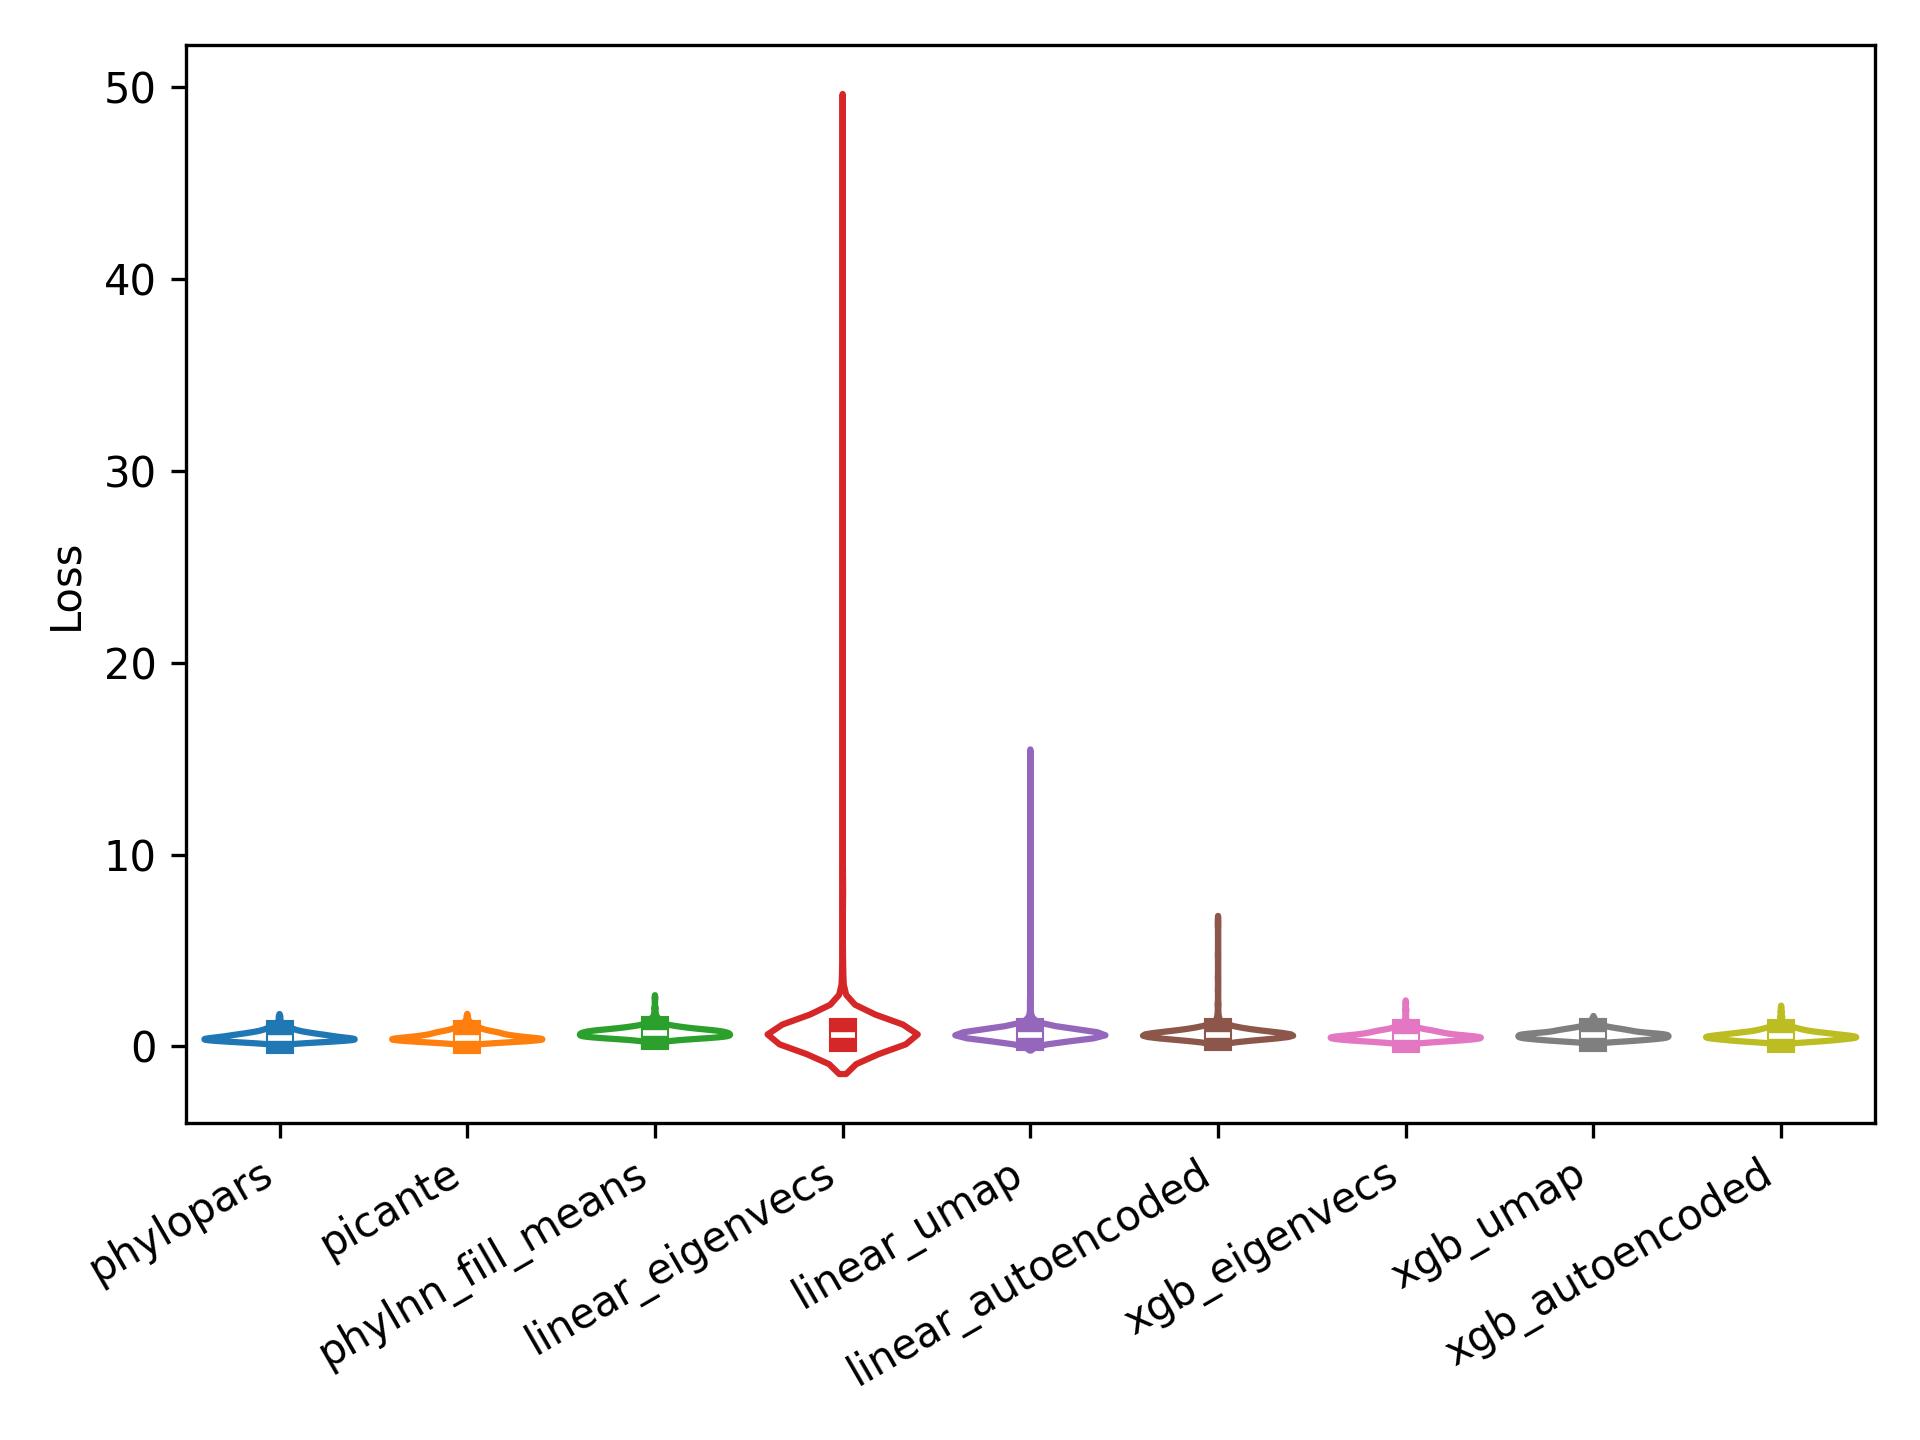 Loss
50
40
30
20
10
0
phylopars
picante
phylnn_fill_means
linear_eigenvecs
linear_umap
linear_autoencoded
xgb_eigenvecs
xgb_umap
xgb_autoencoded